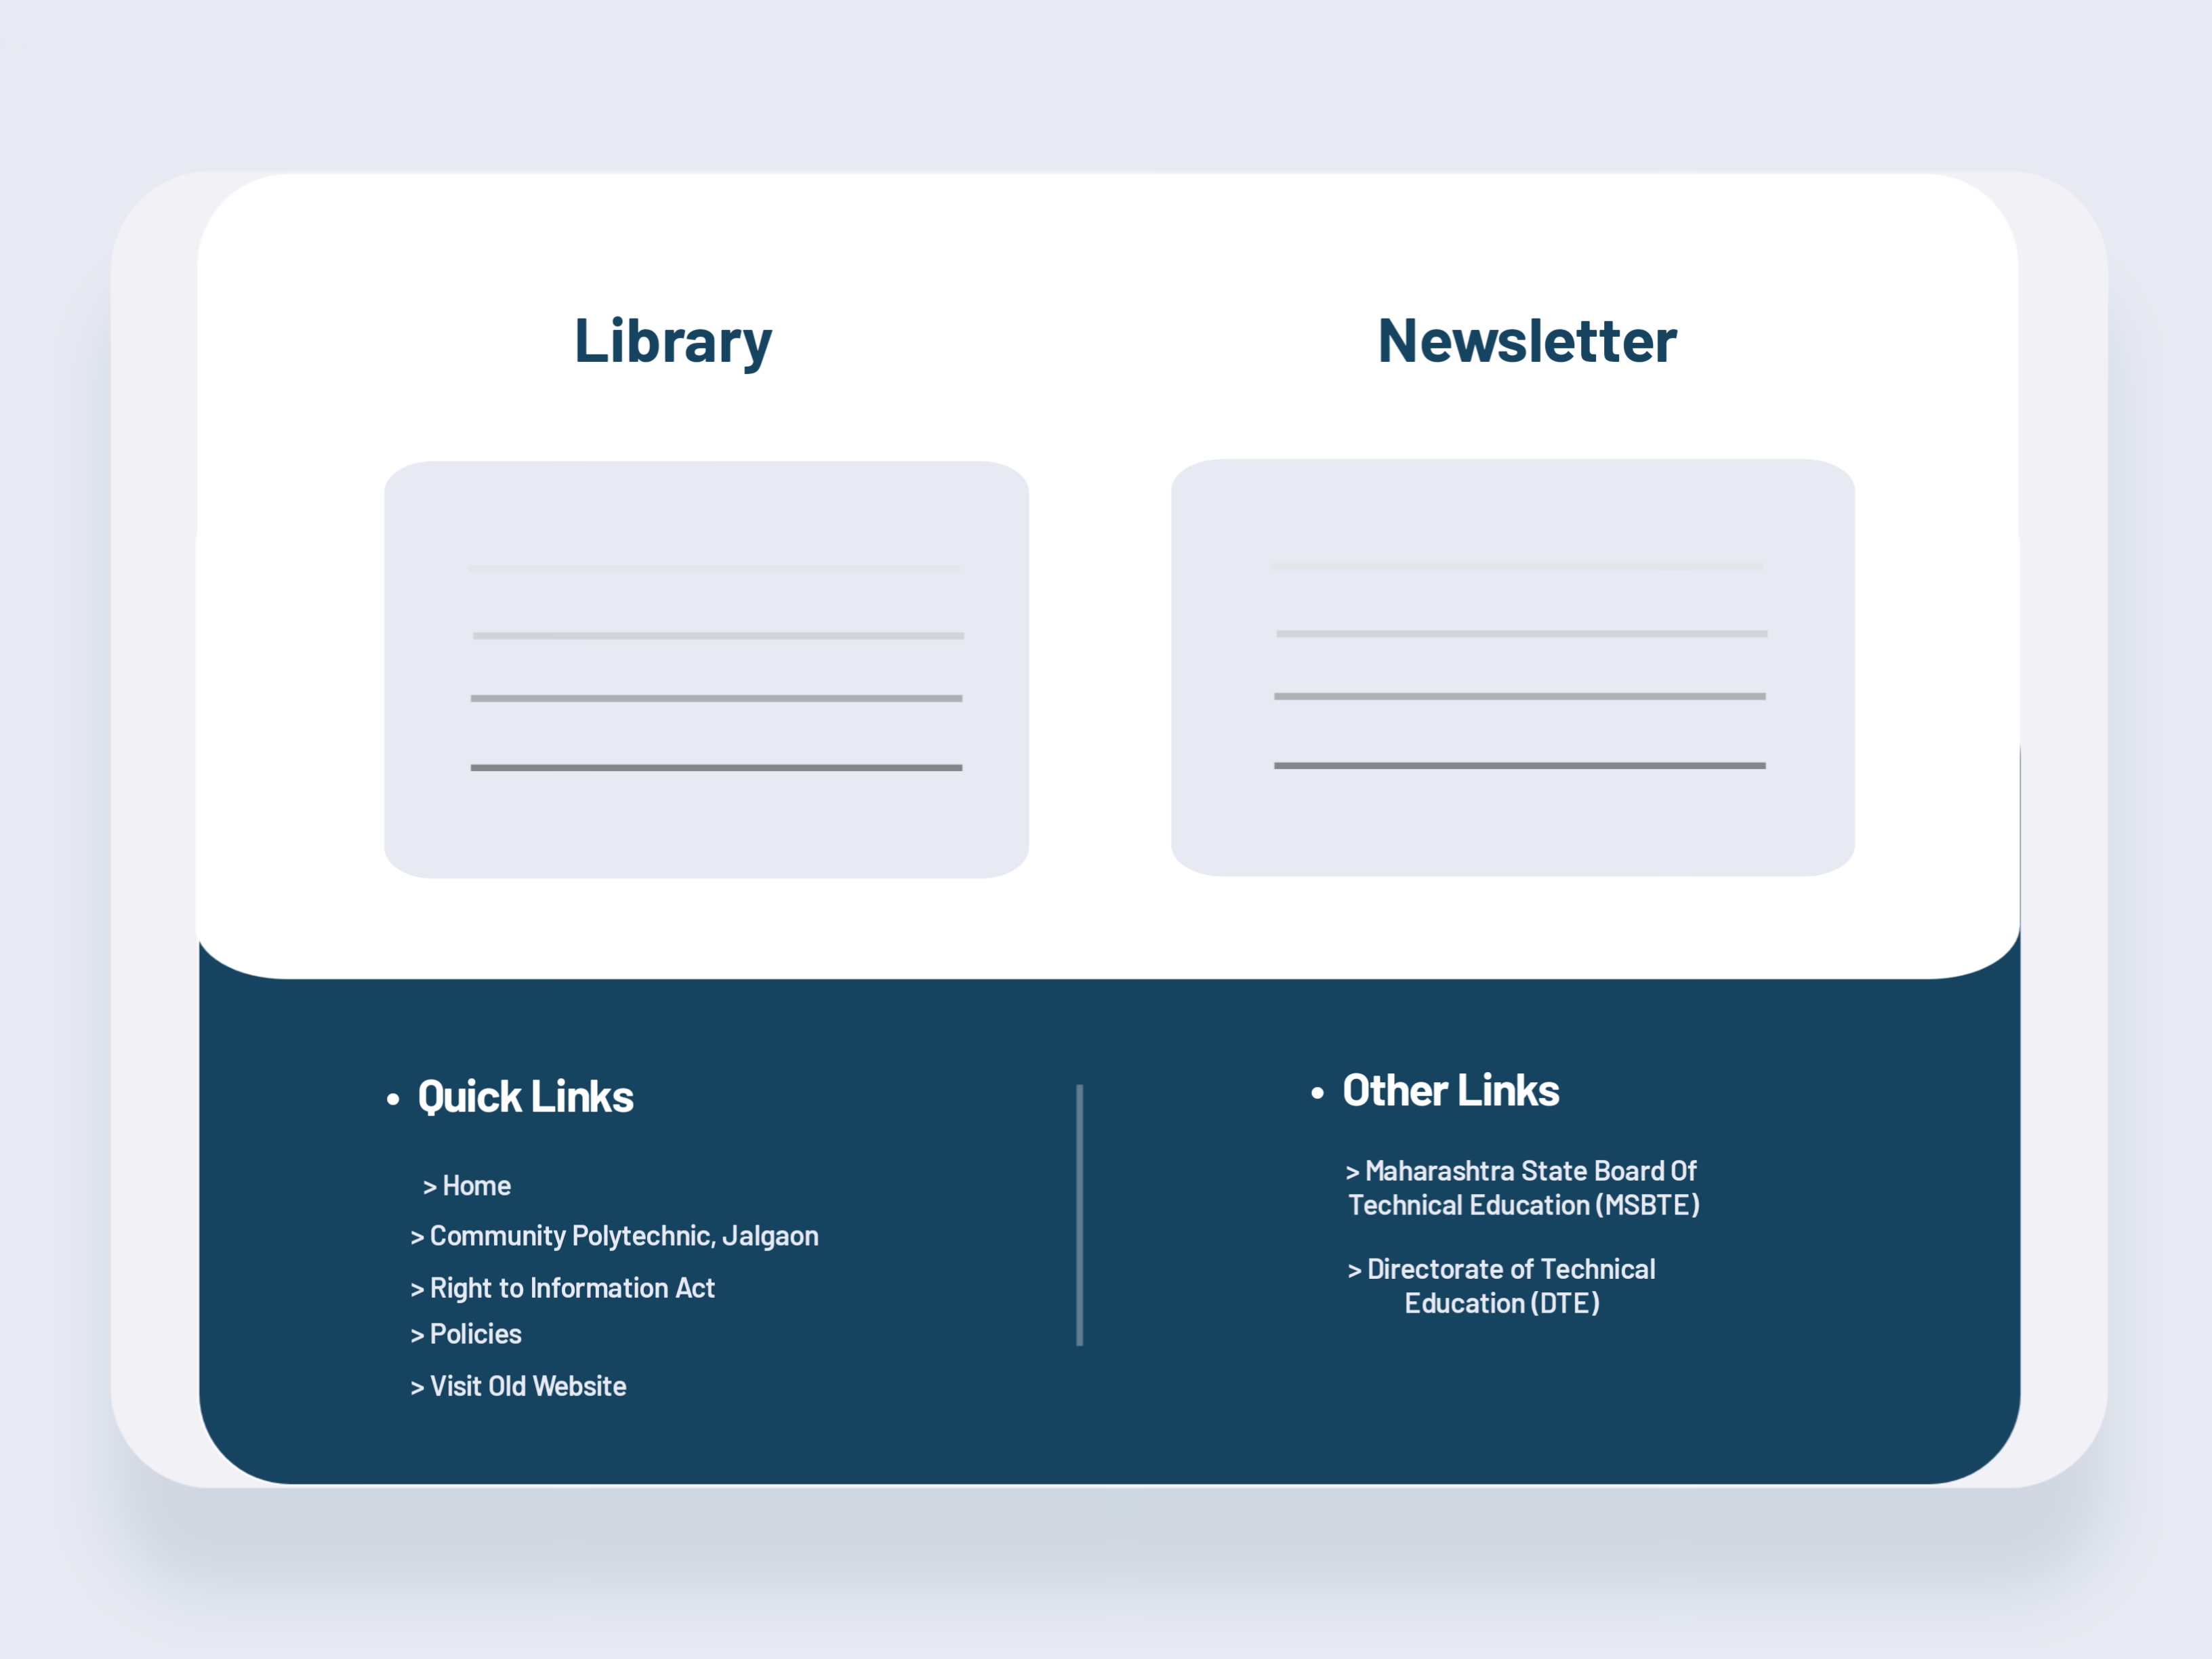 Library
Newsletter
• Quick Links
> Home
> Community Polytechnic, Jalgaon
> Right to Information Act
> Policies
> Visit Old Website
• Other Links
> Maharashtra State Board Of
Technical Education (MSBTE)
> Directorate of Technical
Education (DTE)